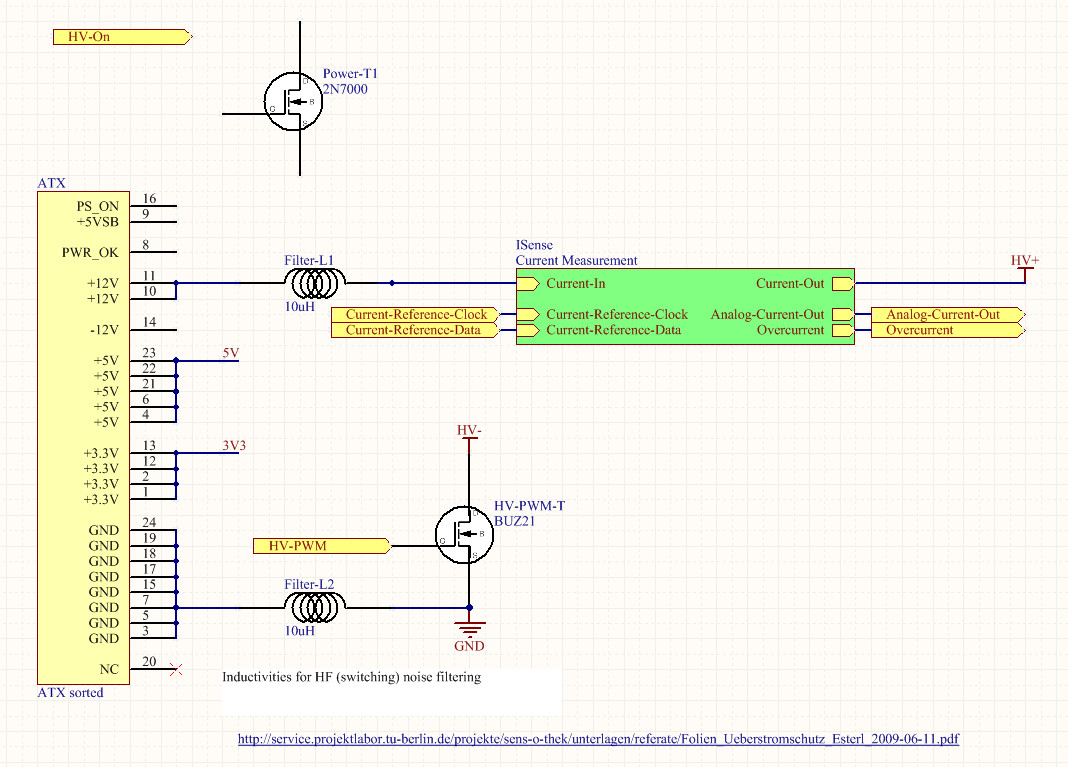 HV-On
Power-T1
2N7000
D
G
B
S
ATX
PS_ON 16
+5VSB 9
PWR_OK 8
+12V 11
+12V 10
-12V 14
+5V 23
+5V 22
+5V 21
+5V 6
+5V 4
+3.3V 13
+3.3V 12
+3.3V 2
+3.3V 1
GND 24
GND 19
GND 18
GND 17
GND 15
GND 7
GND 5
GND 3
NC 20
ATX sorted
5V
3V3
Filter-L1
10uH
ISense
Current Measurement
Current-In
Current-Out
HV+
Current-Reference-Clock
Current-Reference-Clock
Analog-Current-Out
Analog-Current-Out
Current-Reference-Data
Current-Reference-Data
Overcurrent
Overcurrent
HV-
HV-PWM-T
BUZ21
D
G
B
S
HV-PWM
Filter-L2
10uH
GND
Inductivities for HF (switching) noise filtering
http://service.projektlabor.tu-berlin.de/projekte/sens-o-thek/unterlagen/referate/Folien_Ueberstromschutz_Esterl_2009-06-11.pdf